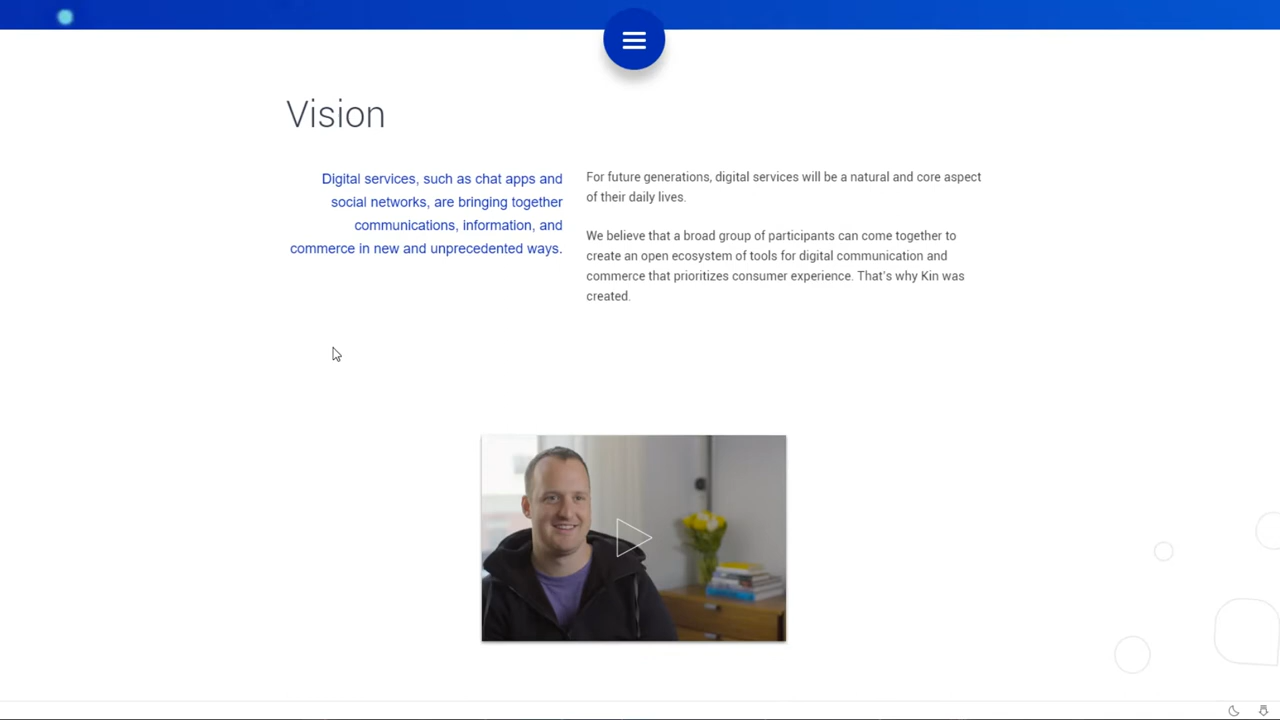 Vision
Digital services, such as chat apps and
social networks, are bringing together
communications, information, and
commerce in new and unprecedented ways.
For future generations, digital services will be a natural and core aspect
of their daily lives.
We believe that a broad group of participants can come together to
create an open ecosystem of tools for digital communication and
commerce that prioritizes consumer experience. That's why Kin was
created.